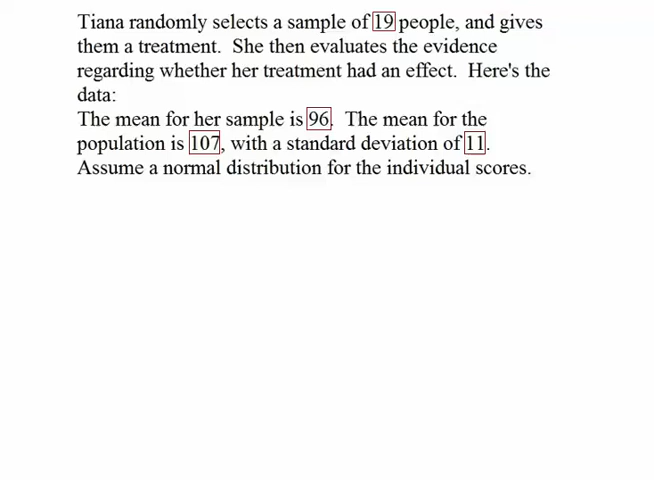 Tiana randomly selects a sample of 19 people, and gives
them a treatment. She then evaluates the evidence
regarding whether her treatment had an effect. Here's the
data:
The mean for her sample is 96. The mean for the
population is 107, with a standard deviation of 11.
Assume a normal distribution for the individual scores.